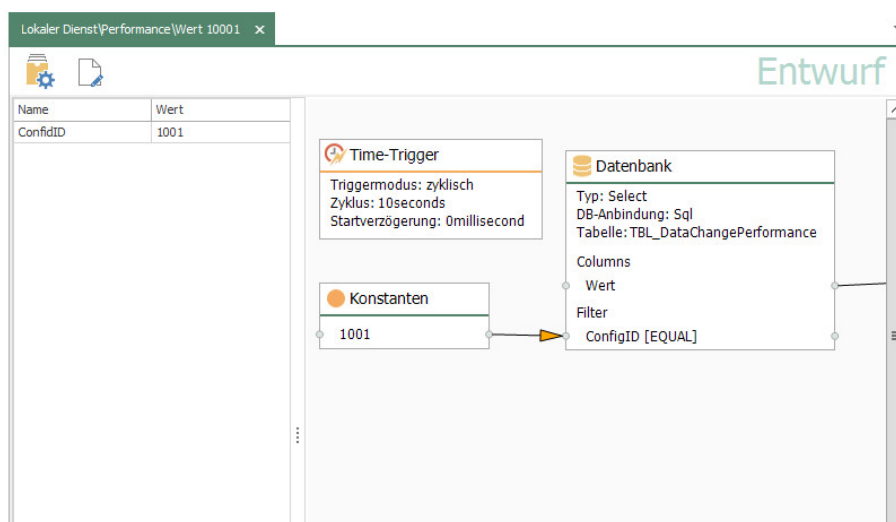 Lokaler Dienst\Performance\Wert 10001 ×
Entwurf
Name Wert
ConfidID 1001
Time-Trigger
Triggermodus: zyklisch
Zyklus: 10seconds
Startverzögerung: 0millisecond
Konstanten
1001
Datenbank
Typ: Select
DB-Anbindung: Sql
Tabelle: TBL_DataChangePerformance
Columns
Wert
Filter
ConfigID [EQUAL]